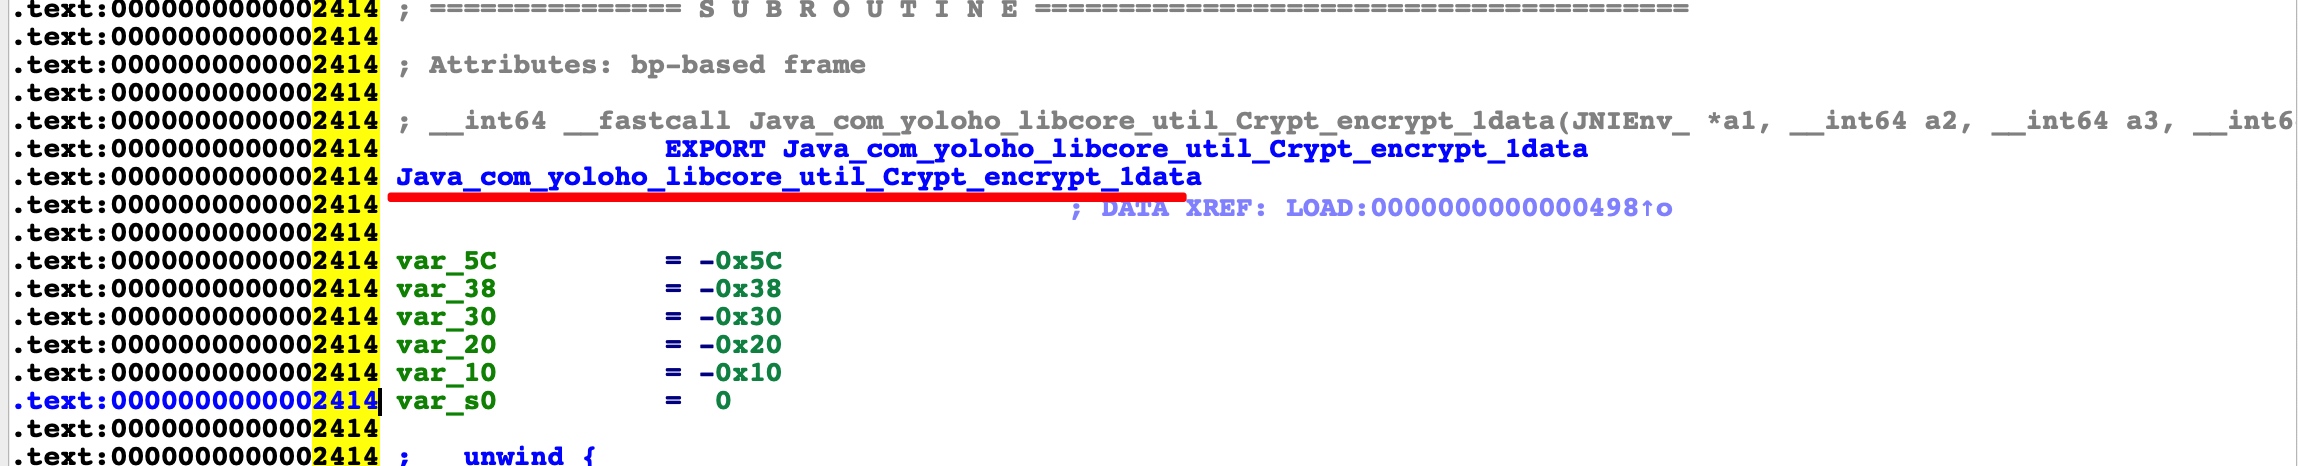 .text:0000000000002414 ; =============== S U B R O U T I N E =======================================
.text:0000000000002414
.text:0000000000002414 ; Attributes: bp-based frame
.text:0000000000002414
.text:0000000000002414 ; __int64 __fastcall Java_com_yoloho_libcore_util_Crypt_encrypt_1data(JNIEnv_ *a1, __int64 a2, __int64 a3, __int6
.text:0000000000002414 EXPORT Java_com_yoloho_libcore_util_Crypt_encrypt_1data
.text:0000000000002414 Java_com_yoloho_libcore_util_Crypt_encrypt_1data
.text:0000000000002414 ; DATA XREF: LOAD:0000000000000498↑o
.text:0000000000002414
.text:0000000000002414 var_5C = -0x5C
.text:0000000000002414 var_38 = -0x38
.text:0000000000002414 var_30 = -0x30
.text:0000000000002414 var_20 = -0x20
.text:0000000000002414 var_10 = -0x10
.text:0000000000002414 var_s0 = 0
.text:0000000000002414
.text:0000000000002414 ; unwind {